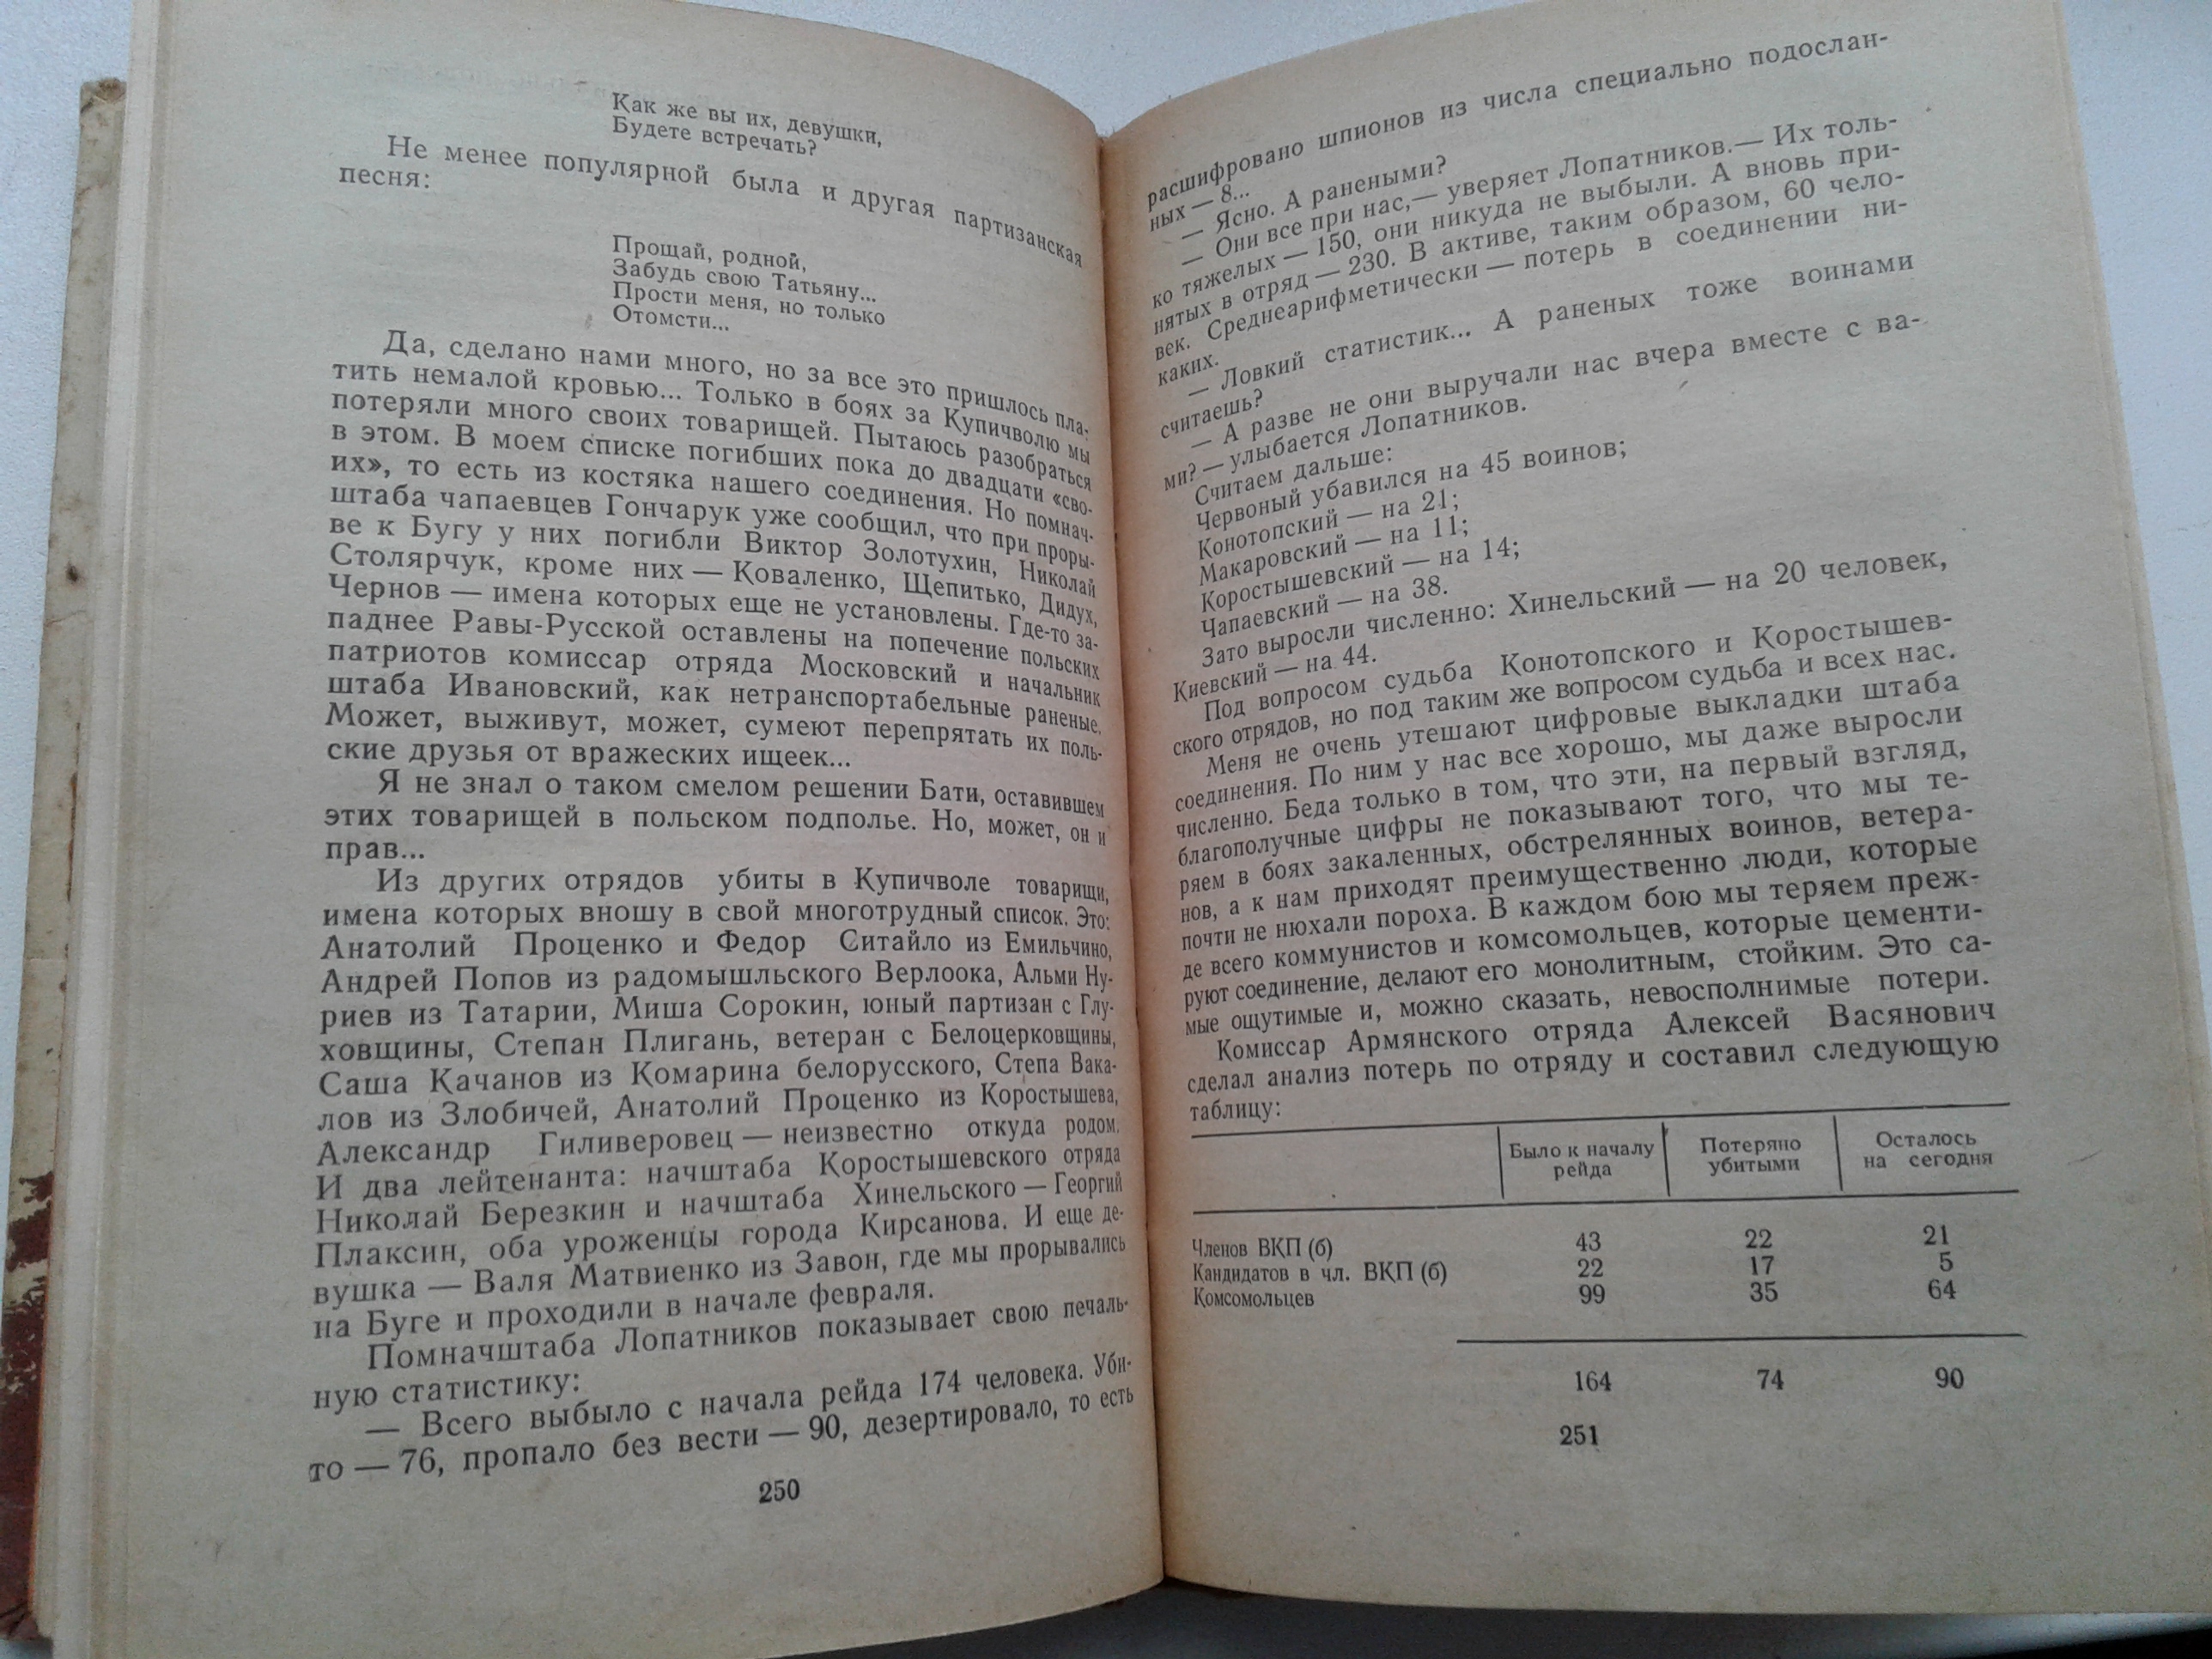 Как же вы их, девушки,
Будете встречать?
Не менее популярной была и другая партизанская
песня:
Прощай, родной,
Забудь свою Татьяну...
Прости меня, но только
Отомсти...
Да, сделано нами много, но за все это пришлось пла-
тить немалой кровью... Только в боях за Купичволю мы
потеряли много своих товарищей. Пытаюсь разобраться
в этом. В моем списке погибших пока до двадцати «сво-
их», то есть из костяка нашего соединения. Но помнач-
штаба чапаевцев Гончарук уже сообщил, что при проры-
ве к Бугу у них погибли Виктор Золотухин, Николай
Столярчук, кроме них — Коваленко, Щепитько, Дидух,
Чернов — имена которых еще не установлены. Где-то за-
паднее Равы-Русской оставлены на попечение польских
патриотов комиссар отряда Московский и начальник
штаба Ивановский, как нетранспортабельные раненые.
Может, выживут, может, сумеют перепрятать их поль-
ские друзья от вражеских ищеек...
Я не знал о таком смелом решении Бати, оставившем
этих товарищей в польском подполье. Но, может, он и
прав...
Из других отрядов убиты в Купичволе товарищи,
имена которых вношу в свой многотрудный список. Это:
Анатолий Проценко и Федор Ситайло из Емильчино,
Андрей Попов из радомышльского Верлоока, Альми Ну-
риев из Татарии, Миша Сорокин, юный партизан с Глу-
ховщины, Степан Плигань, ветеран с Белоцерковщины,
Саша Качанов из Комарина белорусского, Степа Вака-
лов из Злобичей, Анатолий Проценко из Коростышева,
Александр Гиливеровец — неизвестно откуда родом.
И два лейтенанта: начштаба Коростышевского отряда
Николай Березкин и начштаба Хинельского — Георгий
Плаксин, оба уроженцы города Кирсанова. И еще де-
вушка — Валя Матвиенко из Завон, где мы прорывались
на Буге и проходили в начале февраля.
Помначштаба Лопатников показывает свою печаль-
ную статистику:
— Всего выбыло с начала рейда 174 человека. Уби-
то — 76, пропало без вести — 90, дезертировало, то есть
250
расшифровано шпионов из числа специально подослан-
ных — 8...
— Ясно. А ранеными?
— Они все при нас,— уверяет Лопатников.— Их толь-
ко тяжелых — 150, они никуда не выбыли. А вновь при-
нятых в отряд — 230. В активе, таким образом, 60 чело-
век. Среднеарифметически — потерь в соединении ни-
каких.
— Ловкий статистик... А раненых тоже воинами
считаешь?
— А разве не они выручали нас вчера вместе с ва-
ми? — улыбается Лопатников.
Считаем дальше:
Червоный убавился на 45 воинов;
Конотопский — на 21;
Макаровский — на 11;
Коростышевский — на 14;
Чапаевский — на 38.
Зато выросли численно: Хинельский — на 20 человек,
Киевский — на 44.
Под вопросом судьба Конотопского и Коростышев-
ского отрядов, но под таким же вопросом судьба и всех нас.
Меня не очень утешают цифровые выкладки штаба
соединения. По ним у нас все хорошо, мы даже выросли
численно. Беда только в том, что эти, на первый взгляд,
благополучные цифры не показывают того, что мы те-
ряем в боях закаленных, обстрелянных воинов, ветера-
нов, а к нам приходят преимущественно люди, которые
почти не нюхали пороха. В каждом бою мы теряем преж-
де всего коммунистов и комсомольцев, которые цементи-
руют соединение, делают его монолитным, стойким. Это са-
мые ощутимые и, можно сказать, невосполнимые потери.
Комиссар Армянского отряда Алексей Васянович
сделал анализ потерь по отряду и составил следующую
таблицу:
Было к началу рейда Потеряно убитыми Осталось на сегодня
Членов ВКП (б) 43 22 21
Кандидатов в чл. ВКП (б) 22 17 5
Комсомольцев 99 35 64
164 74 90
251